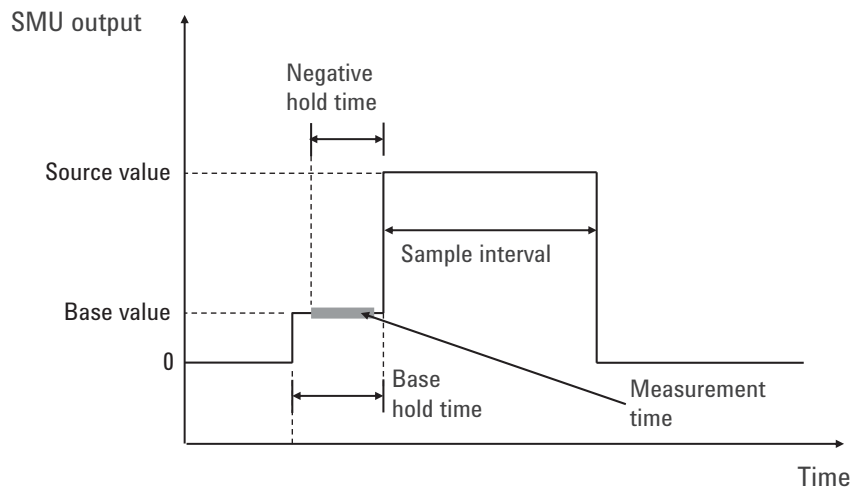 SMU output
Negative
hold time
Source value
Sample interval
Base value
0
Base
hold time
Measurement
time
Time